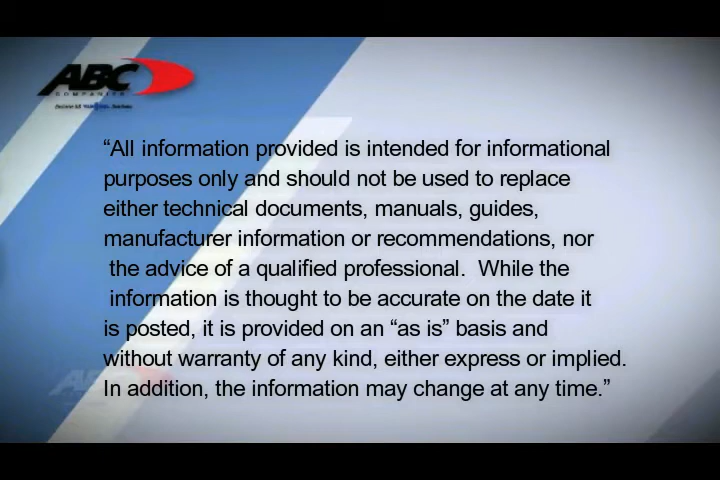 ABC
COMPANIES
“All information provided is intended for informational
purposes only and should not be used to replace
either technical documents, manuals, guides,
manufacturer information or recommendations, nor
the advice of a qualified professional.  While the
information is thought to be accurate on the date it
is posted, it is provided on an “as is” basis and
without warranty of any kind, either express or implied.
In addition, the information may change at any time.”
ABC